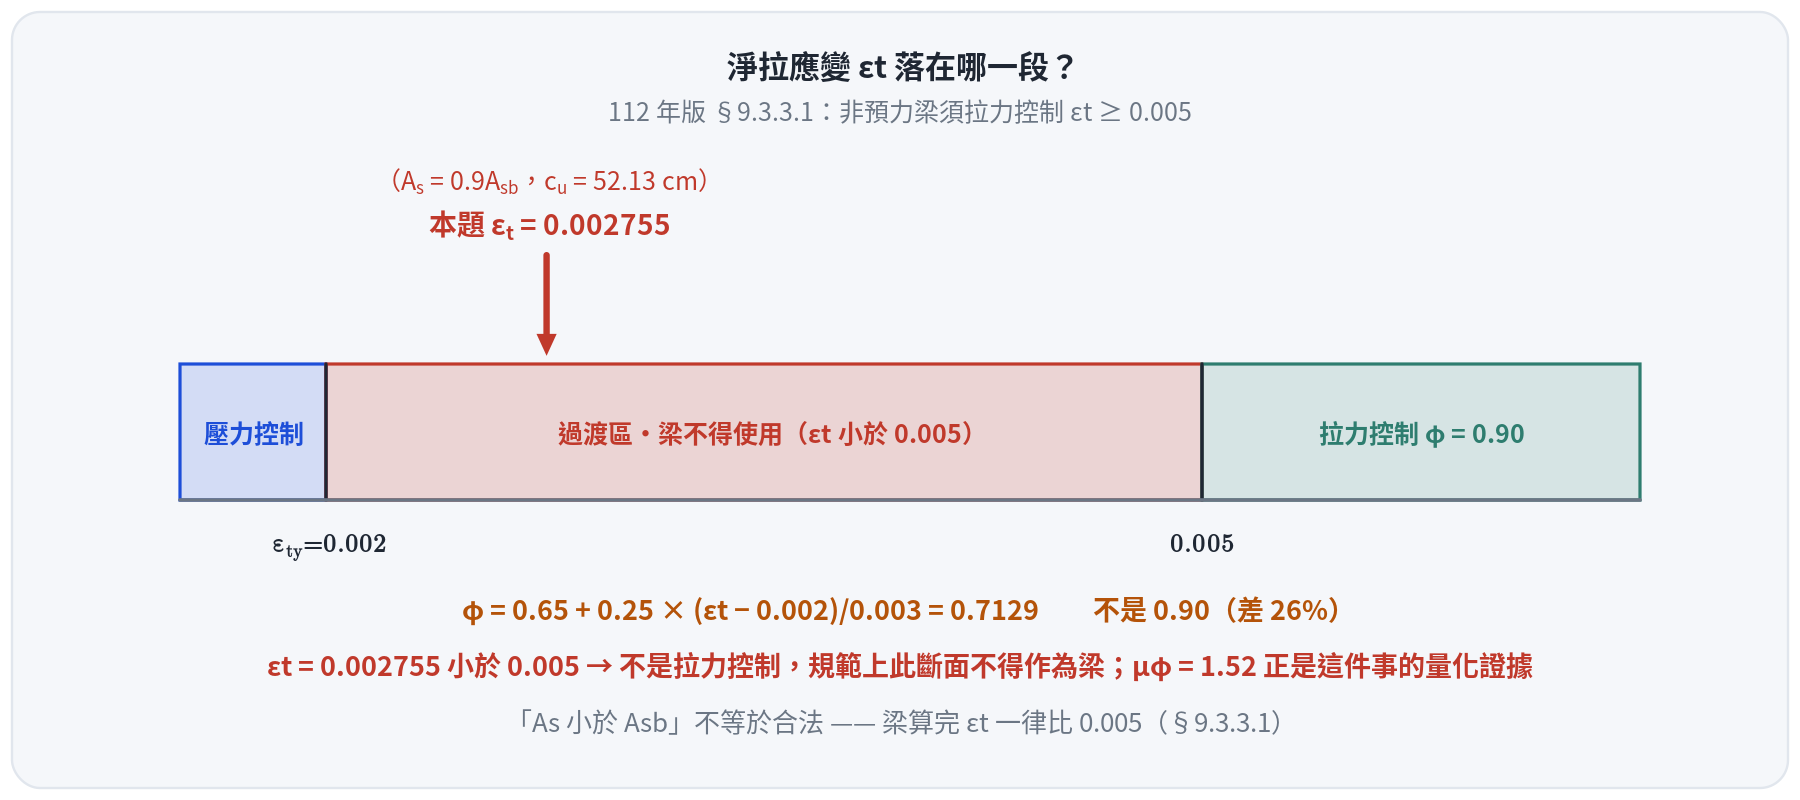 淨拉應變 εt 落在哪一段？
112 年版 §9.3.3.1：非預力梁須拉力控制 εt ≥ 0.005
（As = 0.9Asb，cu = 52.13 cm）
本題 εt = 0.002755
壓力控制
過渡區・梁不得使用（εt 小於 0.005）
拉力控制 φ = 0.90
εty=0.002
0.005
φ = 0.65 + 0.25 × (εt − 0.002)/0.003 = 0.7129 不是 0.90（差 26%）
εt = 0.002755 小於 0.005 → 不是拉力控制，規範上此斷面不得作為梁；μφ = 1.52 正是這件事的量化證據
「As 小於 Asb」不等於合法 —— 梁算完 εt 一律比 0.005（§9.3.3.1）